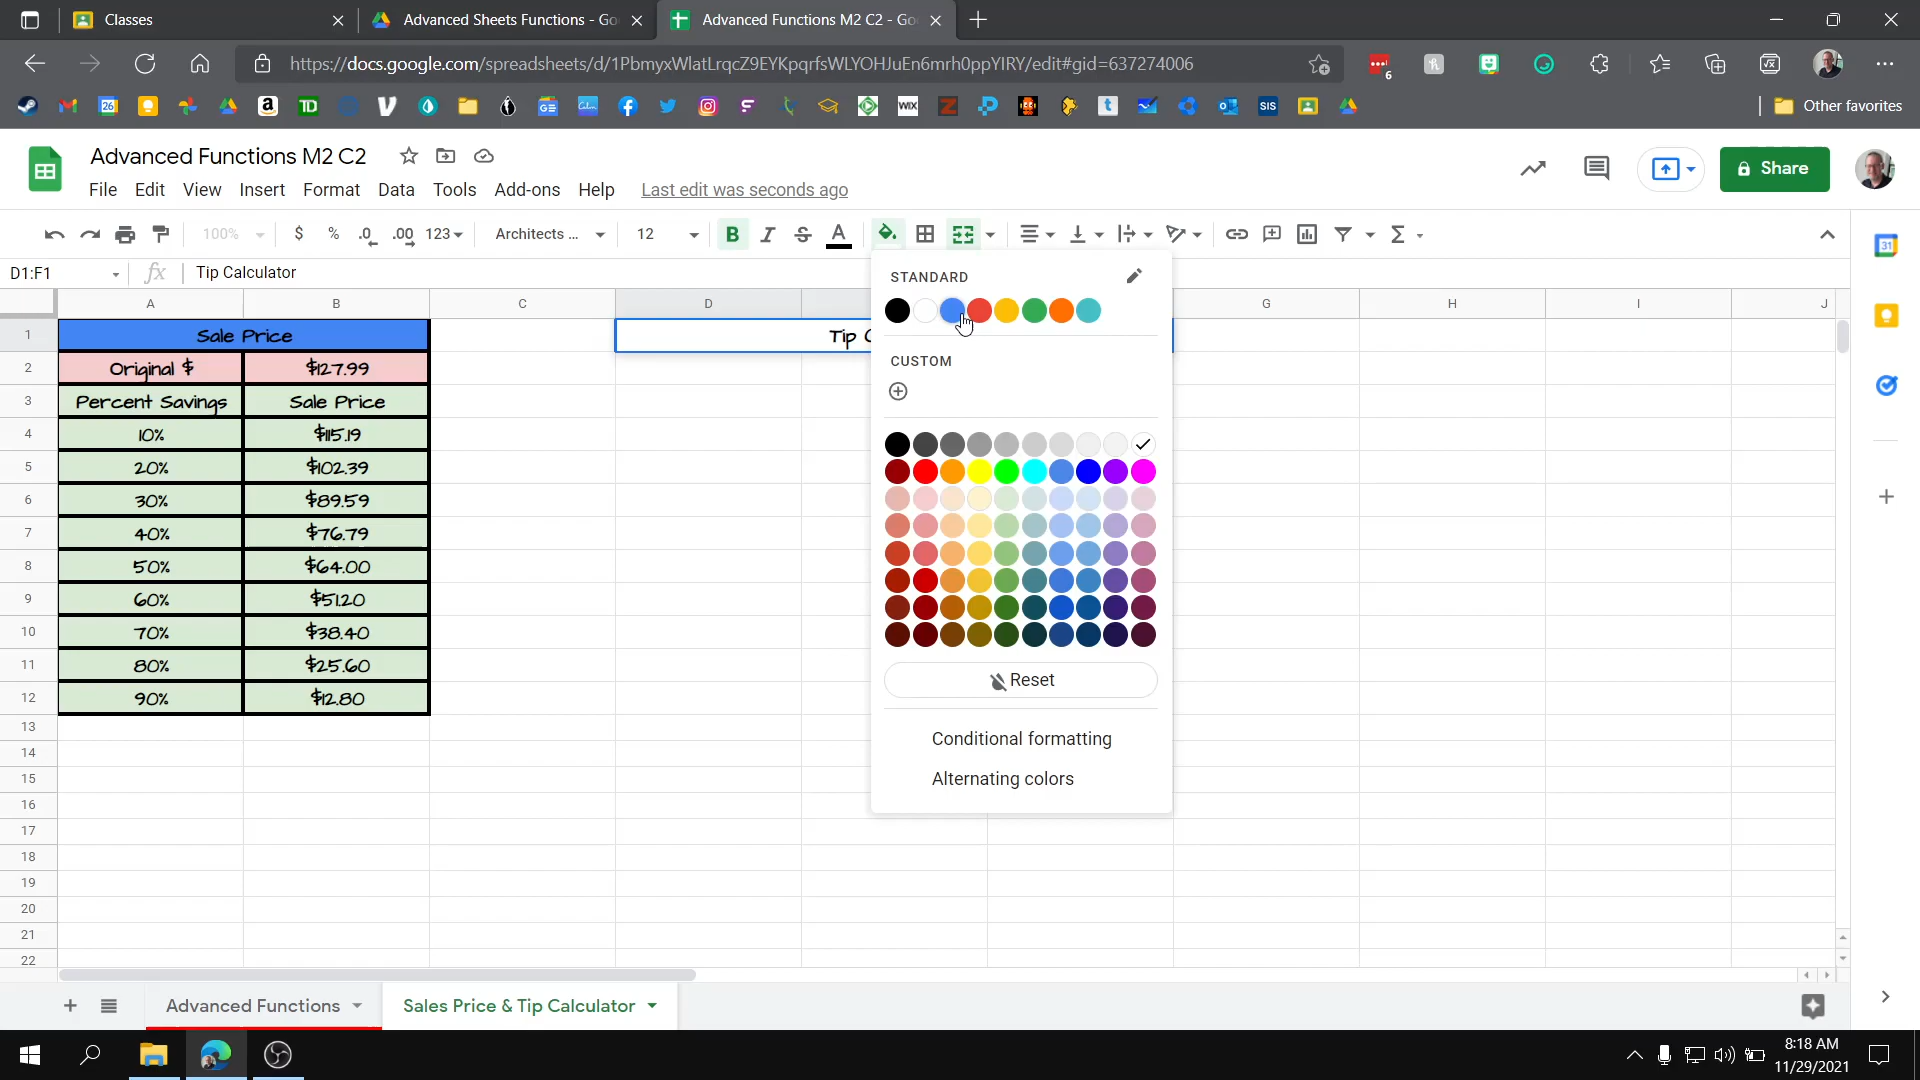 Classes
Advanced Sheets Functions - Go
Advanced Functions M2 C2 - Go
https://docs.google.com/spreadsheets/d/1PbmyxWlatLrqcZ9EYKpqrfsWLYOHJuEn6mrh0ppYIRY/edit#gid=637274006
6
Other favorites
Advanced Functions M2 C2
File Edit View Insert Format Data Tools Add-ons Help Last edit was seconds ago
Share
100% $ % .0 .00 123 Architects ... 12 B I S A
D1:F1 fx Tip Calculator
STANDARD
A B C D G H I J
1 Sale Price Tip C
2 Original $ $127.99
CUSTOM
3 Percent Savings Sale Price
4 10% $115.19
5 20% $102.39
6 30% $89.59
7 40% $76.79
8 50% $64.00
9 60% $51.20
10 70% $38.40
11 80% $25.60
12 90% $12.80
Reset
13
14
Conditional formatting
15
Alternating colors
16
17
18
19
20
21
22
Advanced Functions
Sales Price & Tip Calculator
8:18 AM
11/29/2021